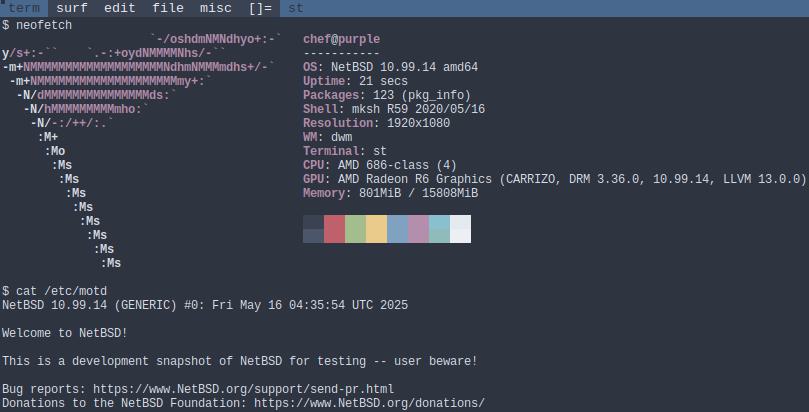 term surf edit file misc []= st
$ neofetch
`-/oshdmNMNdhyo+:-` chef@purple
y/s+:-`` `.-:+oydNMMMMNhs/-`` -----------
-m+NMMMMMMMMMMMMMMMMMMMNdhmNMMMmdhs+/-` OS: NetBSD 10.99.14 amd64
-m+NMMMMMMMMMMMMMMMMMMMMmy+:` Uptime: 21 secs
-N/dMMMMMMMMMMMMMMMds:` Packages: 123 (pkg_info)
-N/hMMMMMMMMMmho:` Shell: mksh R59 2020/05/16
-N/-:/++/:.` Resolution: 1920x1080
:M+ WM: dwm
:Mo Terminal: st
:Ms CPU: AMD 686-class (4)
:Ms GPU: AMD Radeon R6 Graphics (CARRIZO, DRM 3.36.0, 10.99.14, LLVM 13.0.0)
:Ms Memory: 801MiB / 15808MiB
:Ms
:Ms
:Ms
:Ms
:Ms
$ cat /etc/motd
NetBSD 10.99.14 (GENERIC) #0: Fri May 16 04:35:54 UTC 2025
Welcome to NetBSD!
This is a development snapshot of NetBSD for testing -- user beware!
Bug reports: https://www.NetBSD.org/support/send-pr.html
Donations to the NetBSD Foundation: https://www.NetBSD.org/donations/